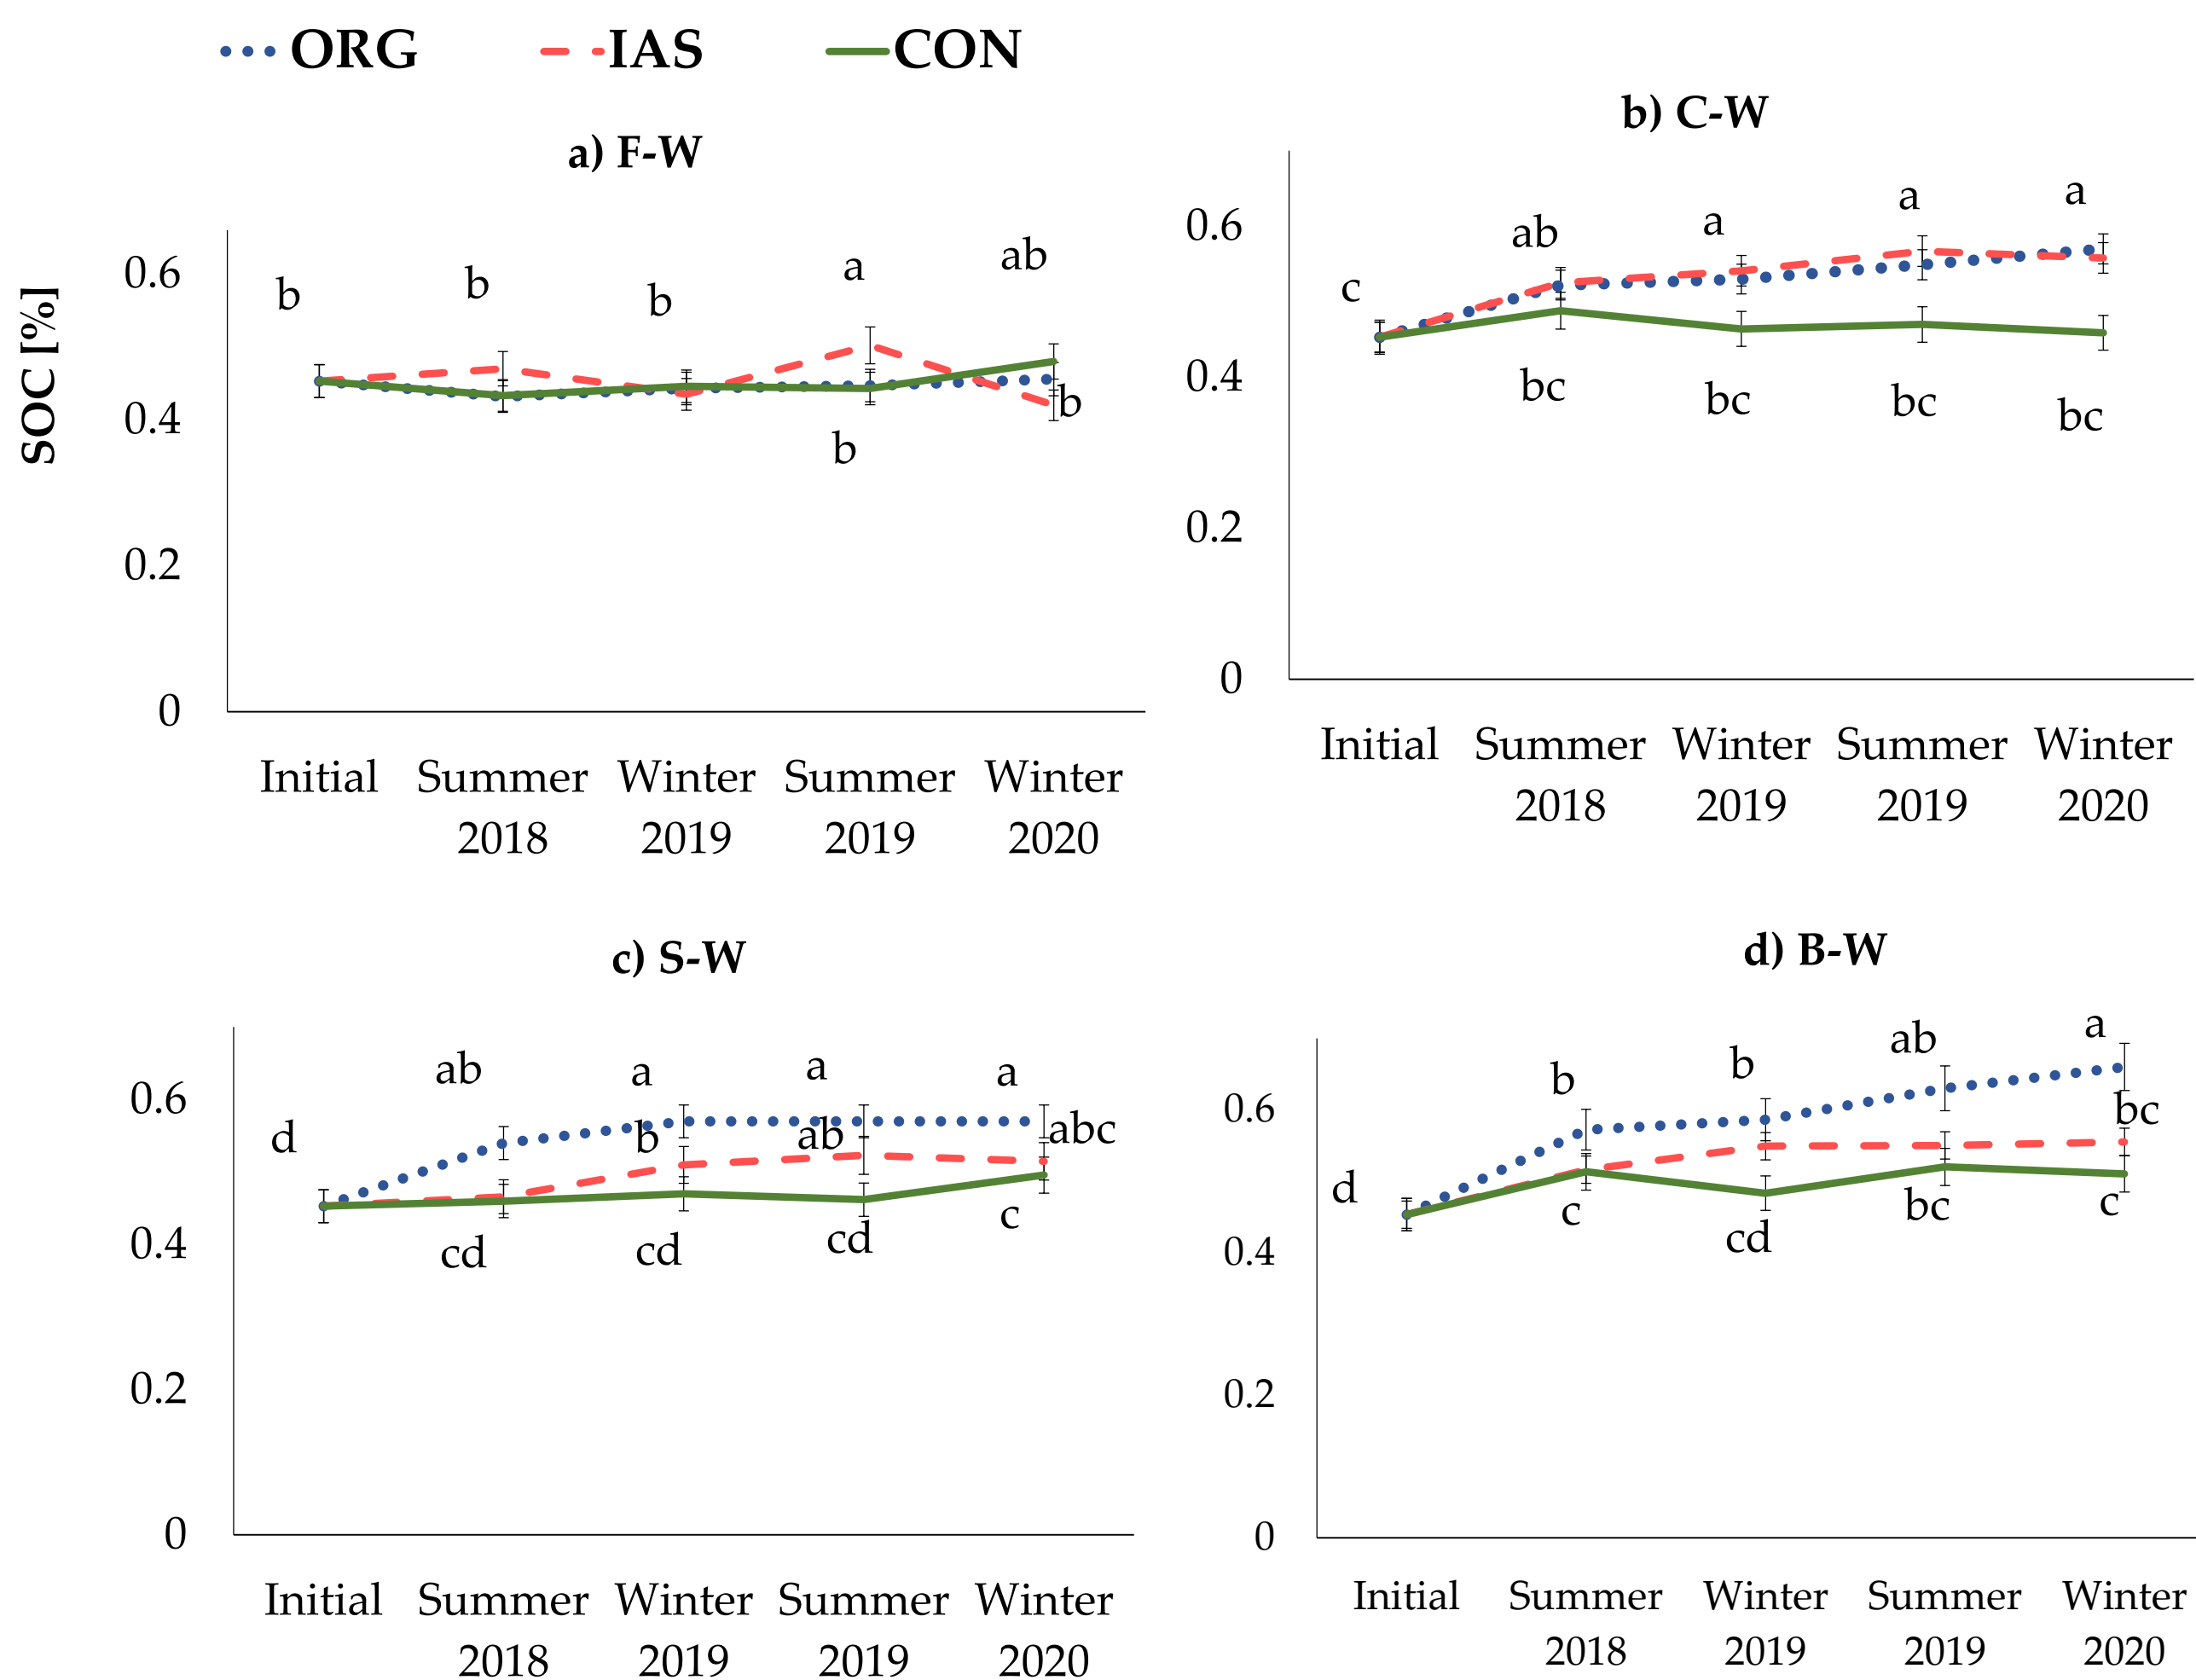 ORG IAS CON
a) F-W
SOC [%]
0.6
0.4
0.2
0
b b b a ab
b b
Initial Summer 2018 Winter 2019 Summer 2019 Winter 2020
b) C-W
0.6
0.4
0.2
0
c ab a a a
bc bc bc bc
Initial Summer 2018 Winter 2019 Summer 2019 Winter 2020
c) S-W
0.6
0.4
0.2
0
d ab a a a
b ab abc
cd cd cd c
Initial Summer 2018 Winter 2019 Summer 2019 Winter 2020
d) B-W
0.6
0.4
0.2
0
d b b ab a
bc
c cd bc c
Initial Summer 2018 Winter 2019 Summer 2019 Winter 2020